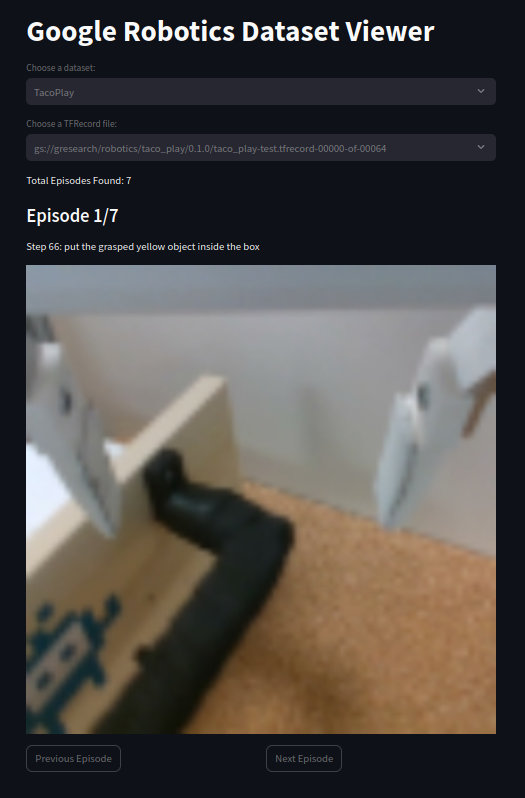 Google Robotics Dataset Viewer
Choose a dataset:
TacoPlay
Choose a TFRecord file:
gs://gresearch/robotics/taco_play/0.1.0/taco_play-test.tfrecord-00000-of-00064
Total Episodes Found: 7
Episode 1/7
Step 66: put the grasped yellow object inside the box
Previous Episode
Next Episode